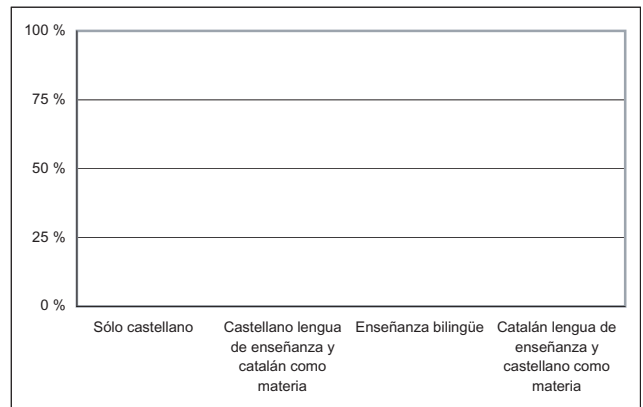 100 %
75 %
50 %
25 %
0 %
Sólo castellano
Castellano lengua
de enseñanza y
catalán como
materia
Enseñanza bilingüe
Catalán lengua de
enseñanza y
castellano como
materia